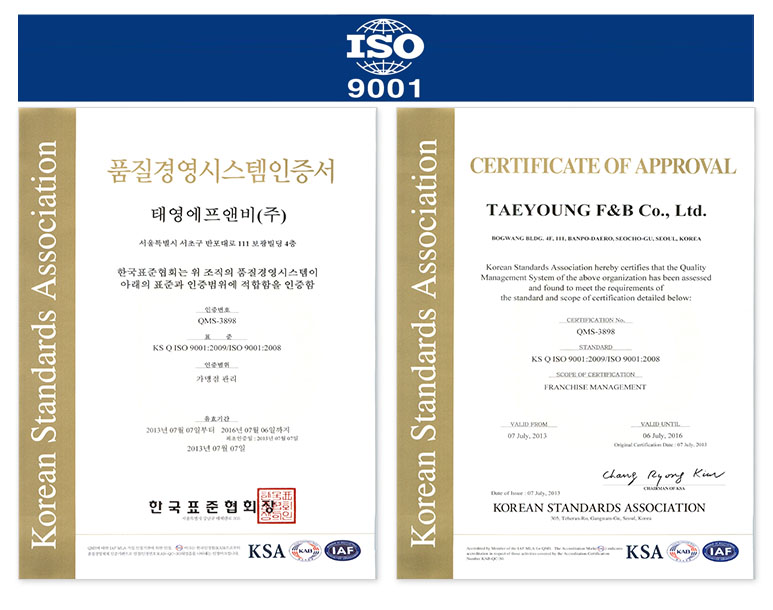 ISO
9001
Korean Standards Association
품질경영시스템인증서
태영에프앤비(주)
서울특별시 서초구 반포대로 111 보광빌딩 4층
한국표준협회는 위 조직의 품질경영시스템이
아래의 표준과 인증범위에 적합함을 인증함
인증번호
QMS-3898
표 준
KS Q ISO 9001:2009/ISO 9001:2008
인증범위
가맹점 관리
유효기간
2013년 07월 07일부터 2016년 07월 06일까지
최초인증일 : 2013년 07월 07일
2013년 07월 07일
한국표준협회장
KSA
KAB
IAF
Korean Standards Association
CERTIFICATE OF APPROVAL
TAEYOUNG F&B Co., Ltd.
BOGWANG BLDG. 4F, 111, BANPO-DAERO, SEOCHO-GU, SEOUL, KOREA
Korean Standards Association hereby certifies that the Quality
Management System of the above organization has been assessed
and found to meet the requirements of
the standard and scope of certification detailed below:
CERTIFICATION No.
QMS-3898
STANDARD
KS Q ISO 9001:2009/ISO 9001:2008
SCOPE OF CERTIFICATION
FRANCHISE MANAGEMENT
VALID FROM
07 July, 2013
VALID UNTIL
06 July, 2016
Original Certification Date : 07 July, 2013
Chang Ryong Kim
CHAIRMAN OF KSA
Date of Issue : 07 July, 2013
KOREAN STANDARDS ASSOCIATION
305, Teheran-Ro, Gangnam-Gu, Seoul, Korea
KSA
KAB
IAF